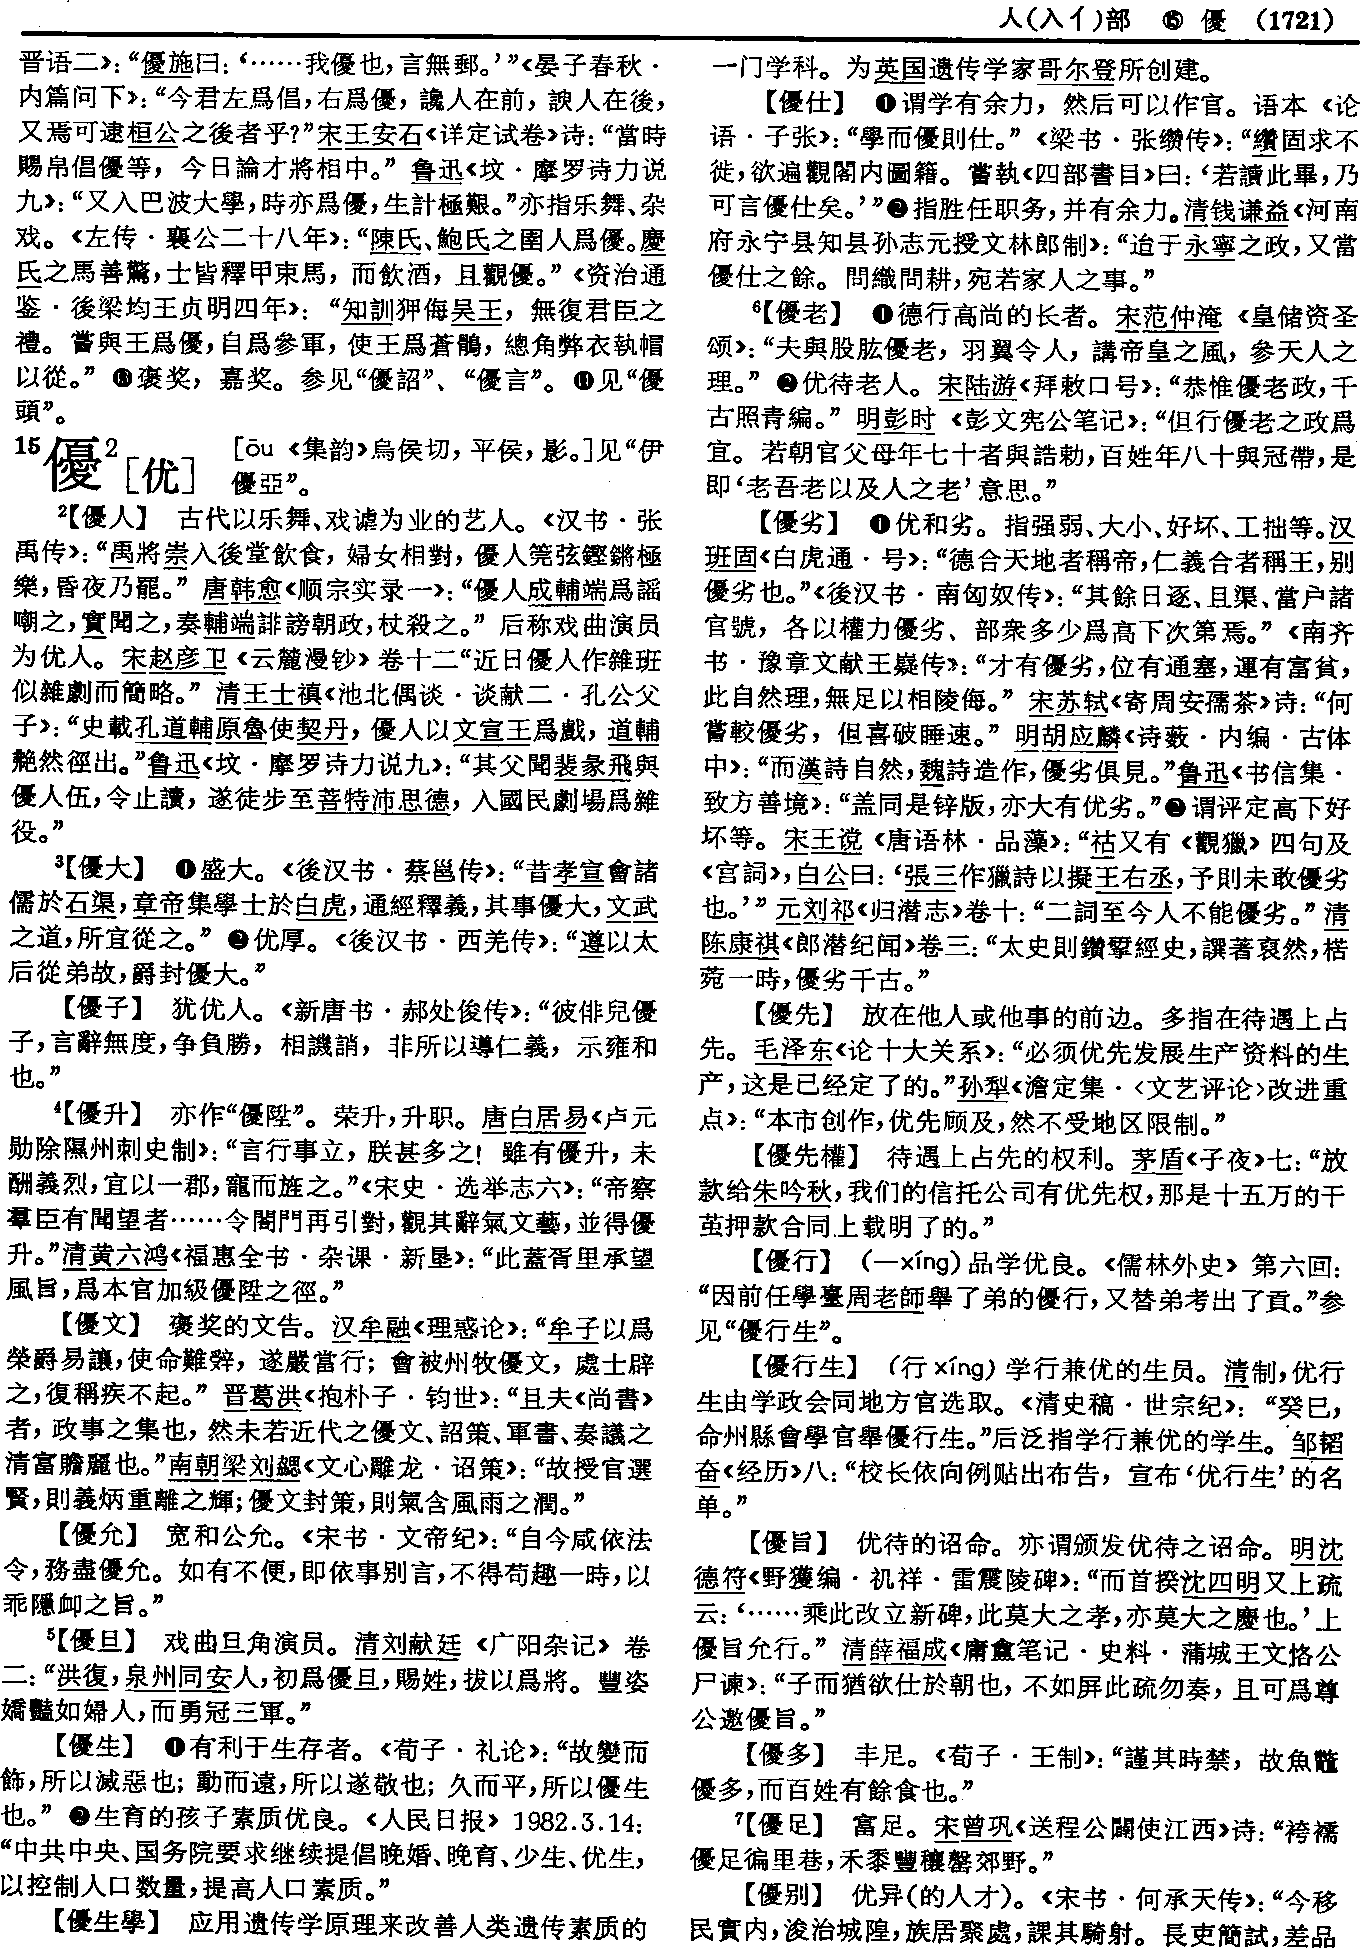 人(入亻)部 ⑮ 優 (1721)
晋语二》：“優施曰：‘……我優也，言無郵。’”《晏子春秋·
内篇问下》：“今君左爲倡，右爲優，讒人在前，諛人在後，
又焉可逮桓公之後者乎？”宋王安石《详定试卷》诗：“當時
賜帛倡優等，今日論才將相中。”鲁迅《坟·摩罗诗力说
九》：“又入巴波大學，時亦爲優，生計極艱。”亦指乐舞、杂
戏。《左传·襄公二十八年》：“陳氏、鮑氏之圉人爲優。慶
氏之馬善驚，士皆釋甲束馬，而飲酒，且觀優。”《资治通
鉴·後梁均王贞明四年》：“知訓狎侮吴王，無復君臣之
禮。嘗與王爲優，自爲參軍，使王爲蒼鶻，總角弊衣執帽
以從。”⑩褒奖，嘉奖。参见“優詔”、“優言”。⑪见“優
頭”。
15優2[优] [ōu 《集韵》烏侯切，平侯，影。]见“伊
優亞”。
2【優人】 古代以乐舞、戏谑为业的艺人。《汉书·张
禹传》：“禹將崇入後堂飲食，婦女相對，優人筦弦鏗鏘極
樂，昏夜乃罷。”唐韩愈《顺宗实录一》：“優人成輔端爲謡
嘲之，實聞之，奏輔端誹謗朝政，杖殺之。”后称戏曲演员
为优人。宋赵彦卫《云麓漫钞》卷十二“近日優人作雜班
似雜劇而簡略。”清王士禛《池北偶谈·谈献二·孔公父
子》：“史載孔道輔原魯使契丹，優人以文宣王爲戲，道輔
艴然徑出。”鲁迅《坟·摩罗诗力说九》：“其父聞裴彖飛與
優人伍，令止讀，遂徒步至菩特沛思德，入國民劇場爲雜
役。”
3【優大】 ❶盛大。《後汉书·蔡邕传》：“昔孝宣會諸
儒於石渠，章帝集學士於白虎，通經釋義，其事優大，文武
之道，所宜從之。”❷优厚。《後汉书·西羌传》：“遵以太
后從弟故，爵封優大。”
【優子】 犹优人。《新唐书·郝处俊传》：“彼俳兒優
子，言辭無度，争負勝，相譏誚，非所以導仁義，示雍和
也。”
4【優升】 亦作“優陞”。荣升，升职。唐白居易《卢元
勋除隰州刺史制》：“言行事立，朕甚多之！雖有優升，未
酬義烈，宜以一郡，寵而旌之。”《宋史·选举志六》：“帝察
羣臣有聞望者……令閤門再引對，觀其辭氣文藝，並得優
升。”清黄六鸿《福惠全书·杂课·新垦》：“此蓋胥里承望
風旨，爲本官加級優陞之徑。”
【優文】 褒奖的文告。汉牟融《理惑论》：“牟子以爲
榮爵易讓，使命難辤，遂嚴當行；會被州牧優文，處士辟
之，復稱疾不起。”晋葛洪《抱朴子·钧世》：“且夫《尚書》
者，政事之集也，然未若近代之優文、詔策、軍書、奏議之
清富贍麗也。”南朝梁刘勰《文心雕龙·诏策》：“故授官選
賢，則義炳重離之輝；優文封策，則氣含風雨之潤。”
【優允】 宽和公允。《宋书·文帝纪》：“自今咸依法
令，務盡優允。如有不便，即依事别言，不得苟趣一時，以
乖隱卹之旨。”
5【優旦】 戏曲旦角演员。清刘献廷《广阳杂记》卷
二：“洪復，泉州同安人，初爲優旦，賜姓，拔以爲將。豐姿
嬌豔如婦人，而勇冠三軍。”
【優生】 ❶有利于生存者。《荀子·礼论》：“故變而
飾，所以滅惡也；動而遠，所以遂敬也；久而平，所以優生
也。”❷生育的孩子素质优良。《人民日报》1982.3.14：
“中共中央、国务院要求继续提倡晚婚、晚育、少生、优生，
以控制人口数量，提高人口素质。”
【優生學】 应用遗传学原理来改善人类遗传素质的
一门学科。为英国遗传学家哥尔登所创建。
【優仕】 ❶谓学有余力，然后可以作官。语本《论
语·子张》：“學而優則仕。”《梁书·张缵传》：“纘固求不
徙，欲遍觀閣内圖籍。嘗執《四部書目》曰：‘若讀此畢，乃
可言優仕矣。’”❷指胜任职务，并有余力。清钱谦益《河南
府永宁县知县孙志元授文林郎制》：“迨于永寧之政，又當
優仕之餘。問織問耕，宛若家人之事。”
6【優老】 ❶德行高尚的长者。宋范仲淹《皇储资圣
颂》：“夫與股肱優老，羽翼令人，講帝皇之風，參天人之
理。”❷优待老人。宋陆游《拜敕口号》：“恭惟優老政，千
古照青編。”明彭时《彭文宪公笔记》：“但行優老之政爲
宜。若朝官父母年七十者與誥勅，百姓年八十與冠帶，是
即‘老吾老以及人之老’意思。”
【優劣】 ❶优和劣。指强弱、大小、好坏、工拙等。汉
班固《白虎通·号》：“德合天地者稱帝，仁義合者稱王，别
優劣也。”《後汉书·南匈奴传》：“其餘日逐、且渠、當户諸
官號，各以權力優劣、部衆多少爲高下次第焉。”《南齐
书·豫章文献王嶷传》：“才有優劣，位有通塞，運有富貧，
此自然理，無足以相陵侮。”宋苏轼《寄周安孺茶》诗：“何
嘗較優劣，但喜破睡速。”明胡应麟《诗薮·内编·古体
中》：“而漢詩自然，魏詩造作，優劣俱見。”鲁迅《书信集·
致方善境》：“盖同是锌版，亦大有优劣。”❷谓评定高下好
坏等。宋王谠《唐语林·品藻》：“祜又有《觀獵》四句及
《宫詞》，白公曰：‘張三作獵詩以擬王右丞，予則未敢優劣
也。’”元刘祁《归潜志》卷十：“二詞至今人不能優劣。”清
陈康祺《郎潜纪闻》卷三：“太史則鑽擘經史，譔著裒然，楛
菀一時，優劣千古。”
【優先】 放在他人或他事的前边。多指在待遇上占
先。毛泽东《论十大关系》：“必须优先发展生产资料的生
产，这是已经定了的。”孙犁《澹定集·〈文艺评论〉改进重
点》：“本市创作，优先顾及，然不受地区限制。”
【優先權】 待遇上占先的权利。茅盾《子夜》七：“放
款给朱吟秋，我们的信托公司有优先权，那是十五万的干
茧押款合同上载明了的。”
【優行】 (—xíng)品学优良。《儒林外史》第六回：
“因前任學臺周老師舉了弟的優行，又替弟考出了貢。”参
见“優行生”。
【優行生】 (行 xíng)学行兼优的生员。清制，优行
生由学政会同地方官选取。《清史稿·世宗纪》：“癸巳，
命州縣會學官舉優行生。”后泛指学行兼优的学生。邹韬
奋《经历》八：“校长依向例贴出布告，宣布‘优行生’的名
单。”
【優旨】 优待的诏命。亦谓颁发优待之诏命。明沈
德符《野獲编·礽祥·雷震陵碑》：“而首揆沈四明又上疏
云：‘……乘此改立新碑，此莫大之孝，亦莫大之慶也。’上
優旨允行。”清薛福成《庸盦笔记·史料·蒲城王文恪公
尸谏》：“子而猶欲仕於朝也，不如屏此疏勿奏，且可爲尊
公邀優旨。”
【優多】 丰足。《荀子·王制》：“謹其時禁，故魚鼈
優多，而百姓有餘食也。”
7【優足】 富足。宋曾巩《送程公闢使江西》诗：“袴襦
優足徧里巷，禾黍豐穰罄郊野。”
【優别】 优异(的人才)。《宋书·何承天传》：“今移
民實内，浚治城隍，族居聚處，課其騎射。長吏簡試，差品